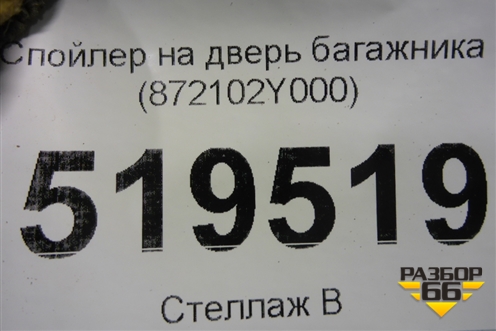 Спойлер на дверь багажника
(872102Y000)
519519
Стеллаж В
РАЗБОР
66